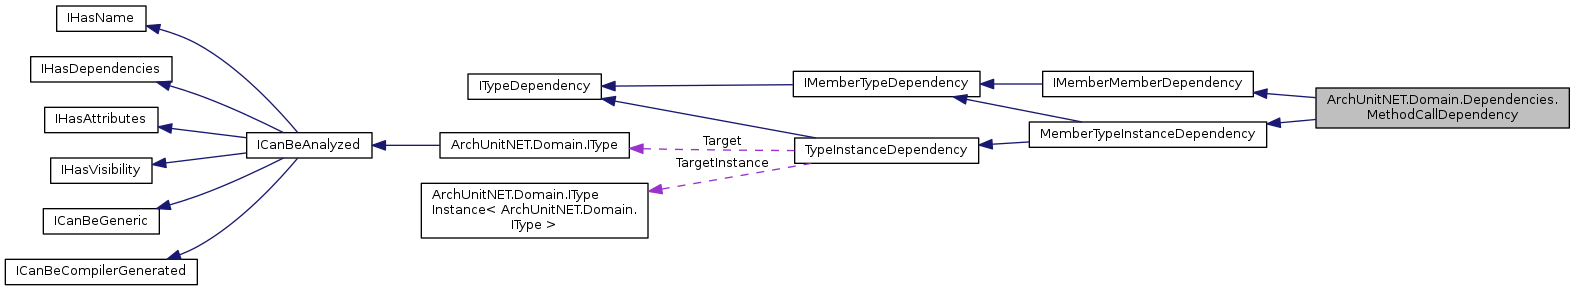 IHasName
IHasDependencies
IHasAttributes
IHasVisibility
ICanBeGeneric
ICanBeCompilerGenerated
ICanBeAnalyzed
ITypeDependency
ArchUnitNET.Domain.IType
ArchUnitNET.Domain.IType
Instance< ArchUnitNET.Domain.
IType >
Target
TargetInstance
IMemberTypeDependency
TypeInstanceDependency
IMemberMemberDependency
MemberTypeInstanceDependency
ArchUnitNET.Domain.Dependencies.
MethodCallDependency